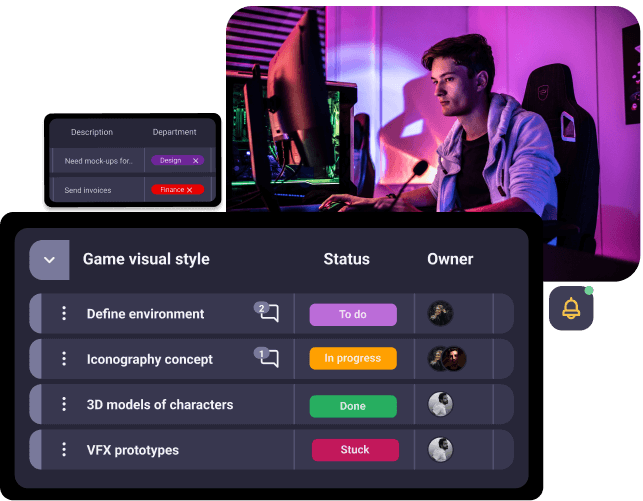 Description Department
Need mock-ups for.. Design ×
Send invoices Finance ×
Game visual style Status Owner
Define environment 2 To do
Iconography concept 1 In progress
3D models of characters Done
VFX prototypes Stuck